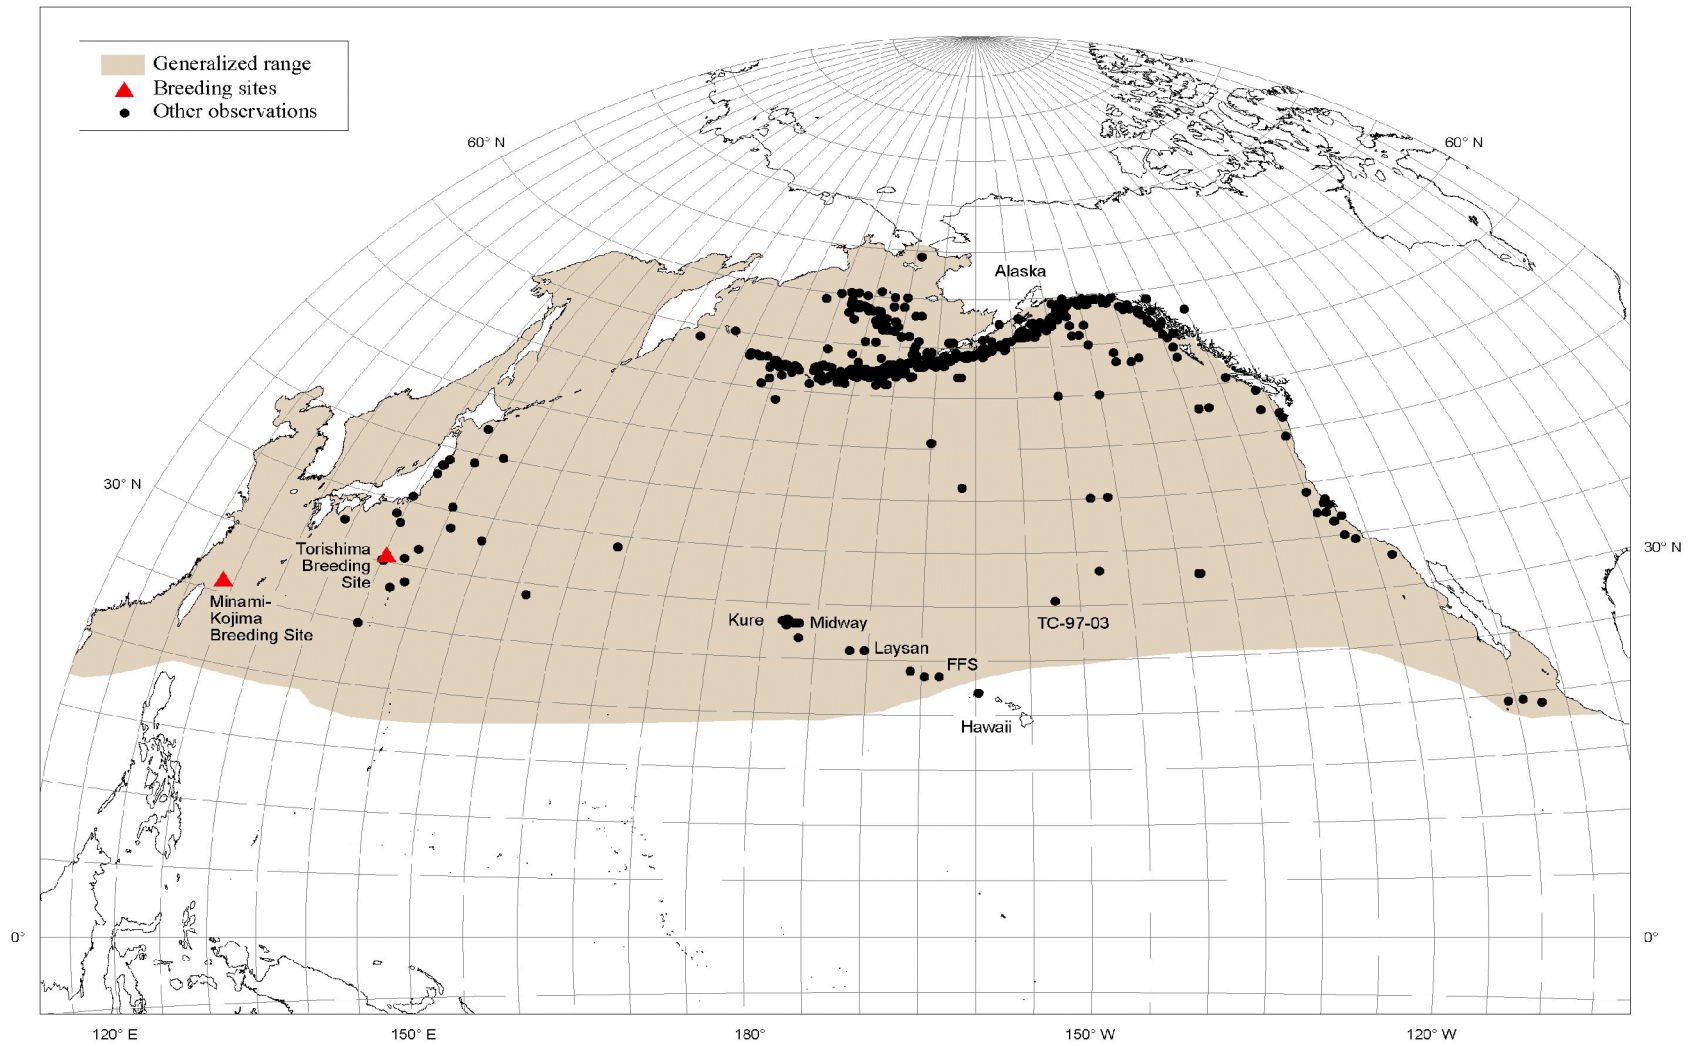 Generalized range
Breeding sites
Other observations
60° N
60° N
Alaska
30° N
Torishima
Breeding
Site
30° N
Minami-
Kojima
Breeding Site
Kure
Midway
TC-97-03
Laysan
FFS
Hawaii
0°
0°
120° E
150° E
180°
150° W
120° W